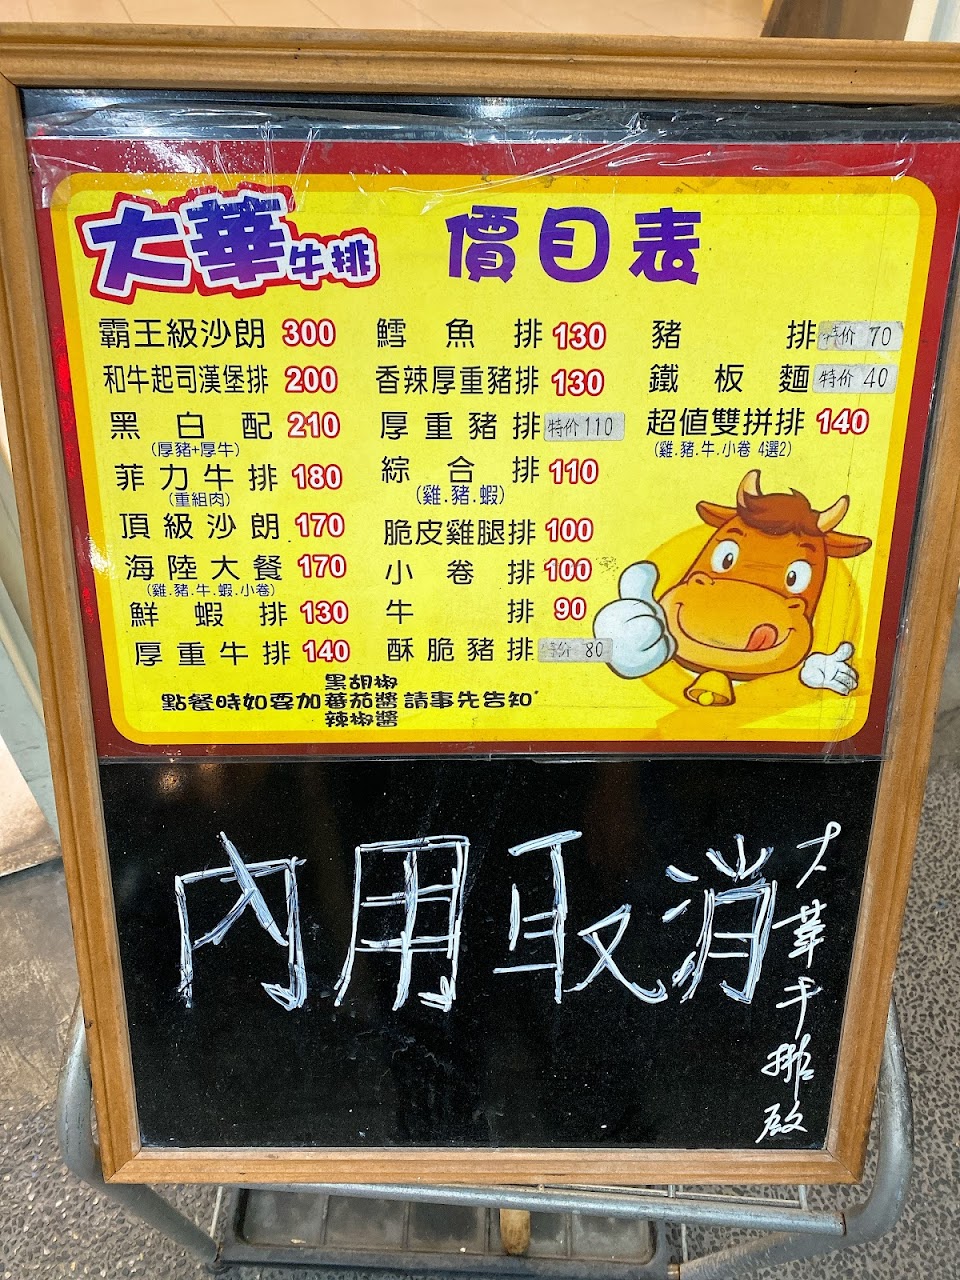 大華牛排 價目表
霸王級沙朗 300
和牛起司漢堡排 200
黑白配 210
(厚豬+厚牛)
菲力牛排 180
(重組肉)
頂級沙朗 170
海陸大餐 170
(雞.豬.牛.蝦.小卷)
鮮蝦排 130
厚重牛排 140
鱈魚排 130
香辣厚重豬排 130
厚重豬排 特价 110
綜合排 110
(雞.豬.蝦)
脆皮雞腿排 100
小卷排 100
牛排 90
酥脆豬排 特价 80
豬排 特价 70
鐵板麵 特价 40
超值雙拼排 140
(雞.豬.牛.小卷 4選2)
黑胡椒
點餐時如要加蕃茄醬請事先告知
辣椒醬
內用取消
大華牛排啟